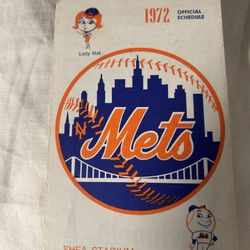 1972 OFFICIAL
SCHEDULE
Lady Met
Mets
SHEA STADIUM